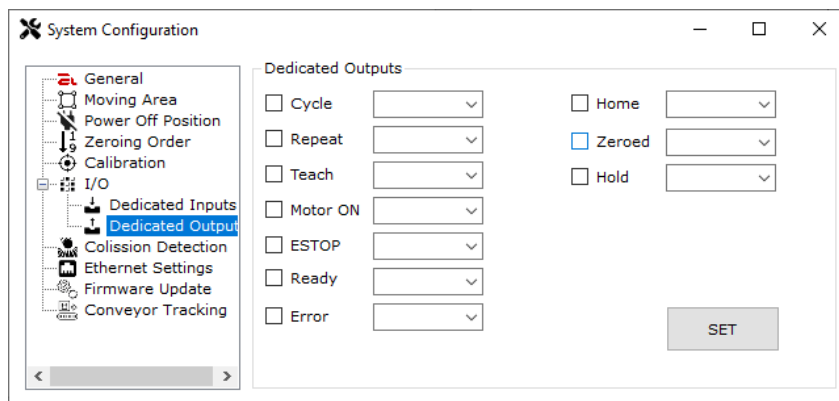 System Configuration
General
Moving Area
Power Off Position
Zeroing Order
Calibration
I/O
Dedicated Inputs
Dedicated Output
Colission Detection
Ethernet Settings
Firmware Update
Conveyor Tracking
Dedicated Outputs
Cycle
Repeat
Teach
Motor ON
ESTOP
Ready
Error
Home
Zeroed
Hold
SET